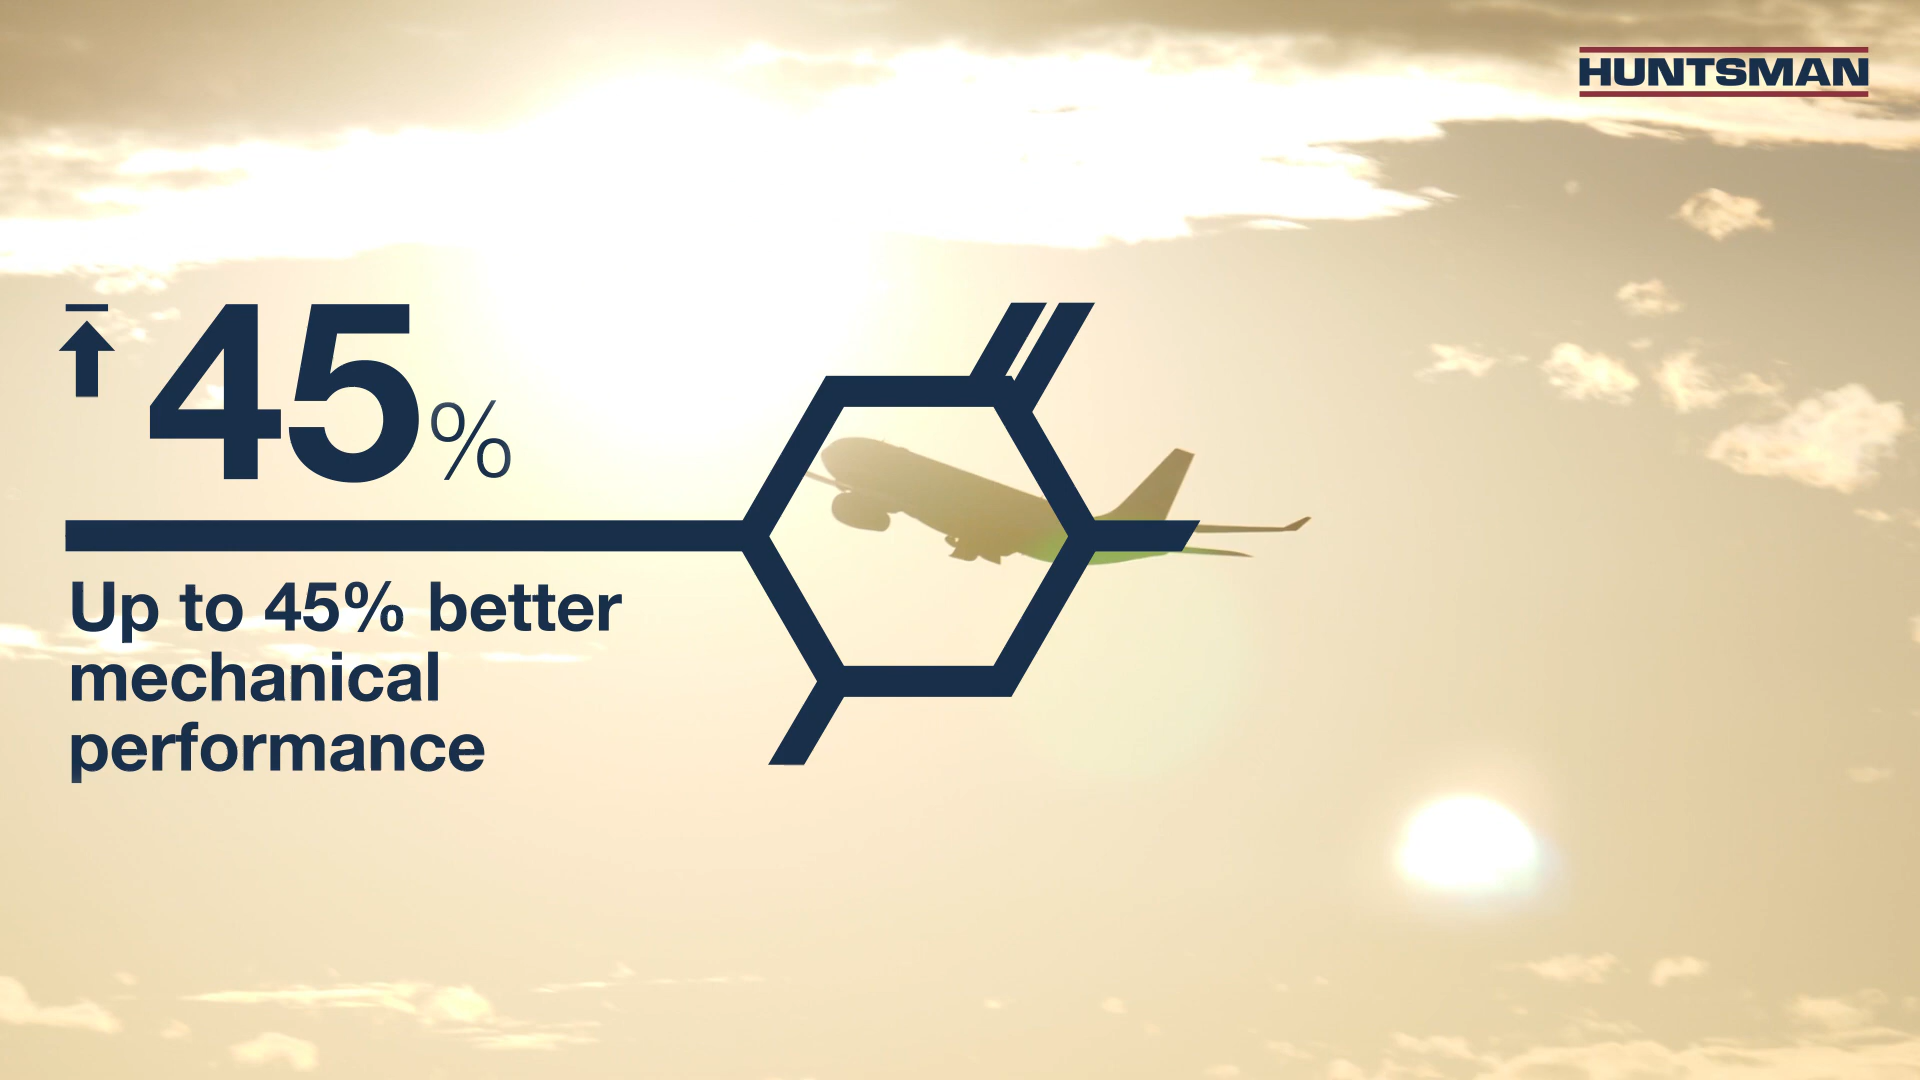 HUNTSMAN
45%
Up to 45% better
mechanical
performance